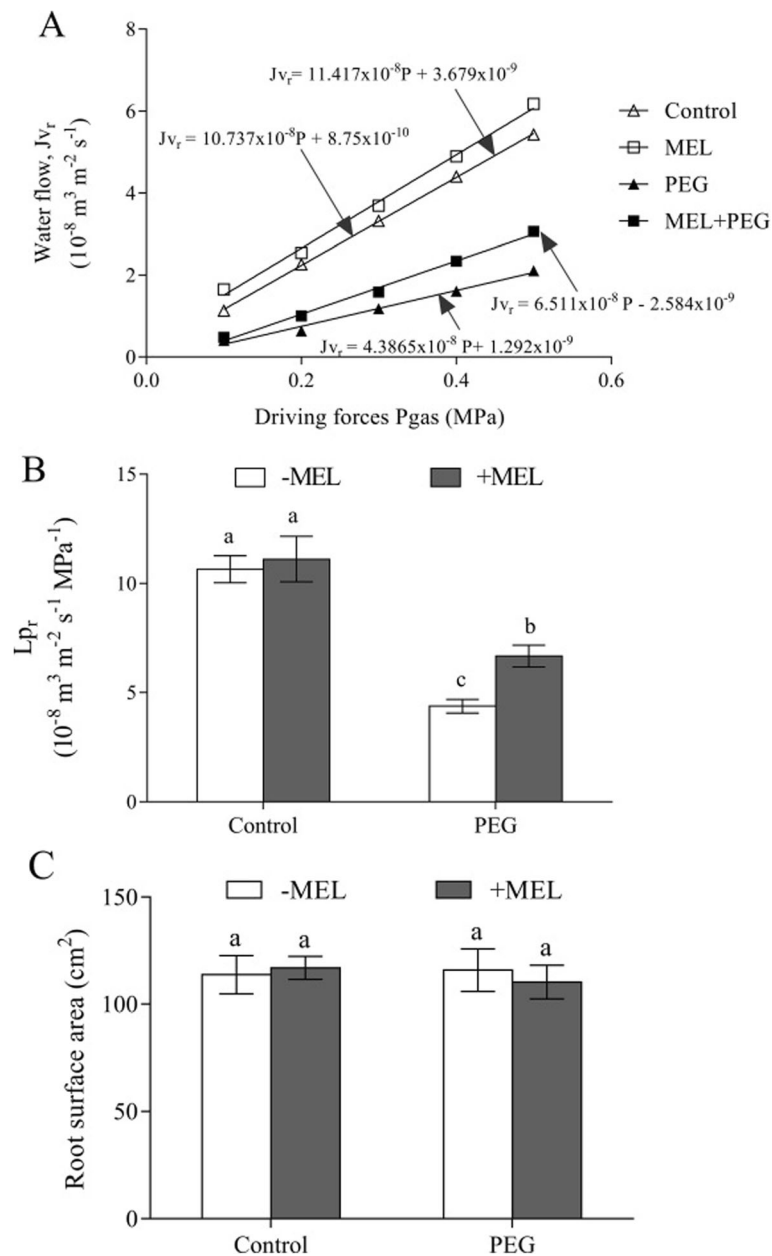 A
Water flow, Jvᵣ
(10⁻⁸ m³ m⁻² s⁻¹)
8
6
4
2
0
Jvᵣ= 11.417x10⁻⁸P + 3.679x10⁻⁹
Jvᵣ = 10.737x10⁻⁸P + 8.75x10⁻¹⁰
Jvᵣ = 6.511x10⁻⁸ P - 2.584x10⁻⁹
Jvᵣ = 4.3865x10⁻⁸ P+ 1.292x10⁻⁹
Control
MEL
PEG
MEL+PEG
0.0 0.2 0.4 0.6
Driving forces Pgas (MPa)
B
-MEL +MEL
Lpᵣ
(10⁻⁸ m³ m⁻² s⁻¹ MPa⁻¹)
15
10
5
0
a a
c b
Control PEG
C
-MEL +MEL
Root surface area (cm²)
150
100
50
0
a a a a
Control PEG